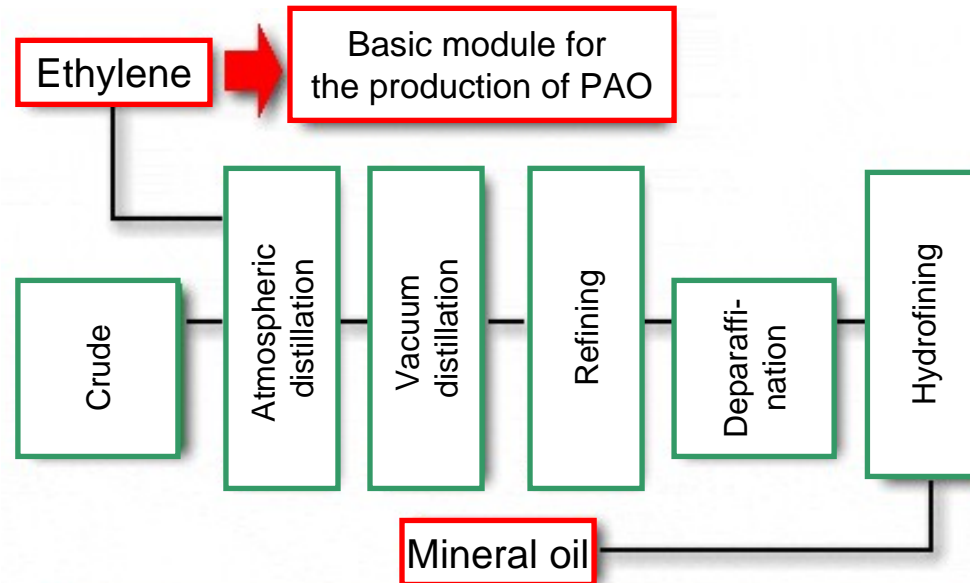 Ethylene
Basic module for
the production of PAO
Crude
Atmospheric
distillation
Vacuum
distillation
Refining
Deparaffi-
nation
Hydrofining
Mineral oil